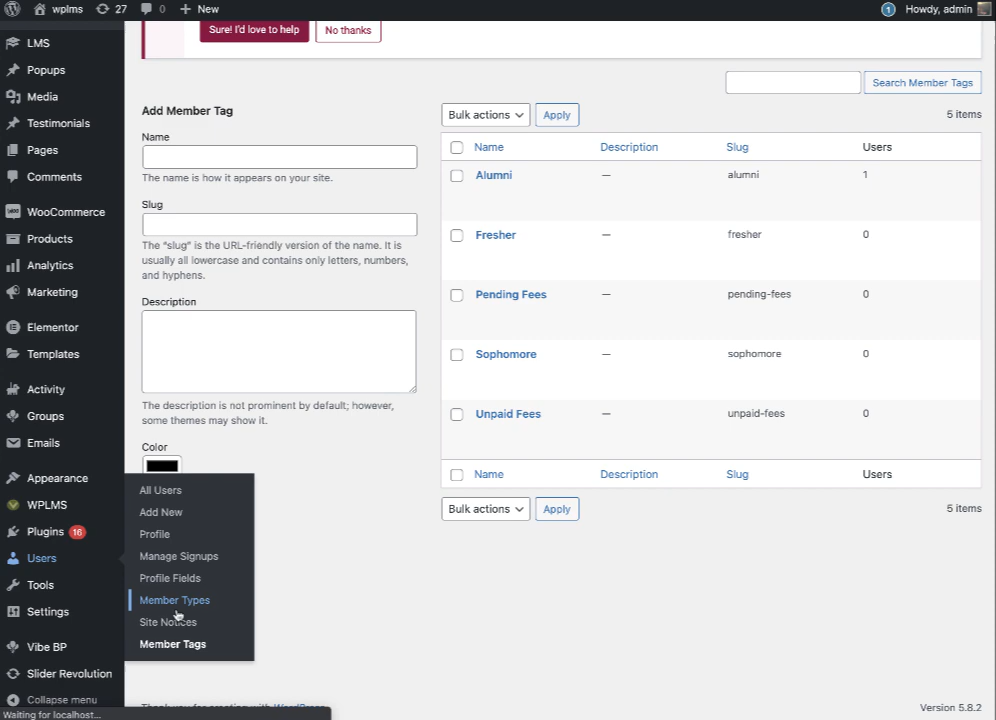 wplms
27
0
New
1
Howdy, admin
LMS
Popups
Media
Testimonials
Pages
Comments
WooCommerce
Products
Analytics
Marketing
Elementor
Templates
Activity
Groups
Emails
Appearance
WPLMS
Plugins 16
Users
Tools
Settings
Vibe BP
Slider Revolution
Collapse menu
Waiting for localhost...
Sure! I'd love to help
No thanks
Search Member Tags
Add Member Tag
Name
The name is how it appears on your site.
Slug
The “slug” is the URL-friendly version of the name. It is
usually all lowercase and contains only letters, numbers,
and hyphens.
Description
The description is not prominent by default; however,
some themes may show it.
Color
All Users
Add New
Profile
Manage Signups
Profile Fields
Member Types
Site Notices
Member Tags
Bulk actions
Apply
5 items
Name Description Slug Users
Alumni — alumni 1
Fresher — fresher 0
Pending Fees — pending-fees 0
Sophomore — sophomore 0
Unpaid Fees — unpaid-fees 0
Name Description Slug Users
Bulk actions
Apply
5 items
Thank you for creating with WordPress
Version 5.8.2